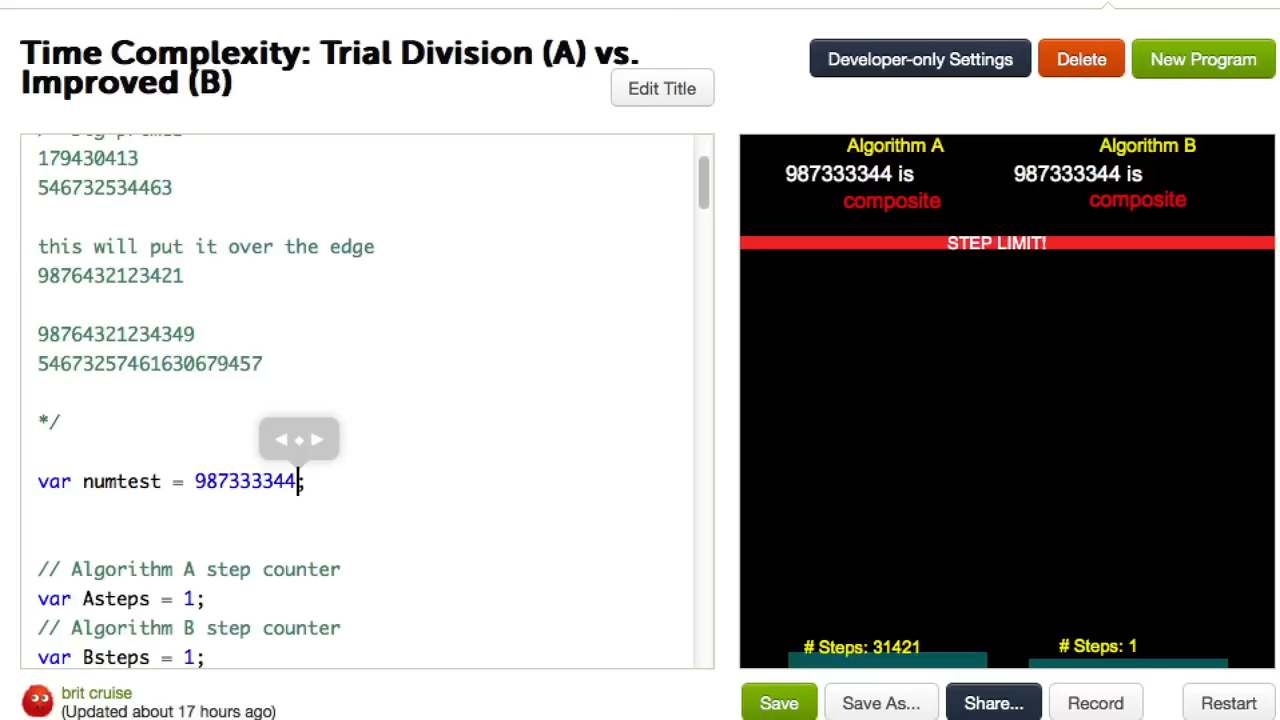 Time Complexity: Trial Division (A) vs.
Improved (B)
Edit Title
Developer-only Settings
Delete
New Program
179430413
546732534463
this will put it over the edge
9876432123421
98764321234349
54673257461630679457
*/
var numtest = 987333344;
// Algorithm A step counter
var Asteps = 1;
// Algorithm B step counter
var Bsteps = 1;
Algorithm A
987333344 is
composite
Algorithm B
987333344 is
composite
STEP LIMIT!
# Steps: 31421
# Steps: 1
brit cruise
(Updated about 17 hours ago)
Save
Save As...
Share...
Record
Restart